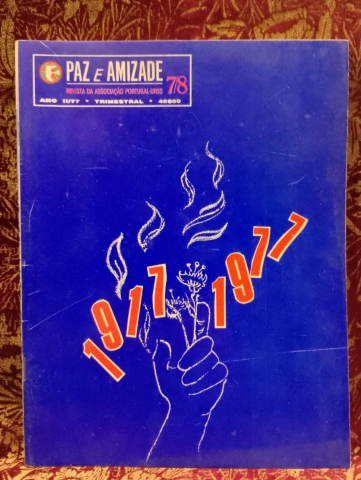 PAZ E AMIZADE
REVISTA DA ASSOCIAÇÃO PORTUGAL-URSS
7/8
ANO II/77 • TRIMESTRAL • 40$00
1917
1977